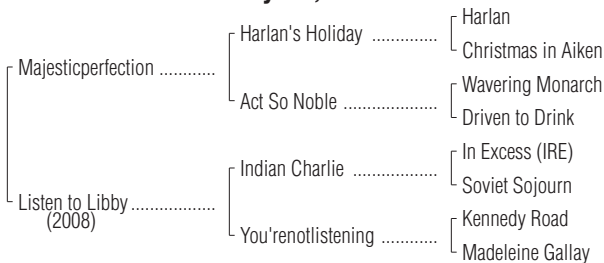 Majesticperfection ............
Harlan's Holiday ..............
Harlan
Christmas in Aiken
Act So Noble ....................
Wavering Monarch
Driven to Drink
Listen to Libby ..................
(2008)
Indian Charlie ..................
In Excess (IRE)
Soviet Sojourn
You'renotlistening ............
Kennedy Road
Madeleine Gallay